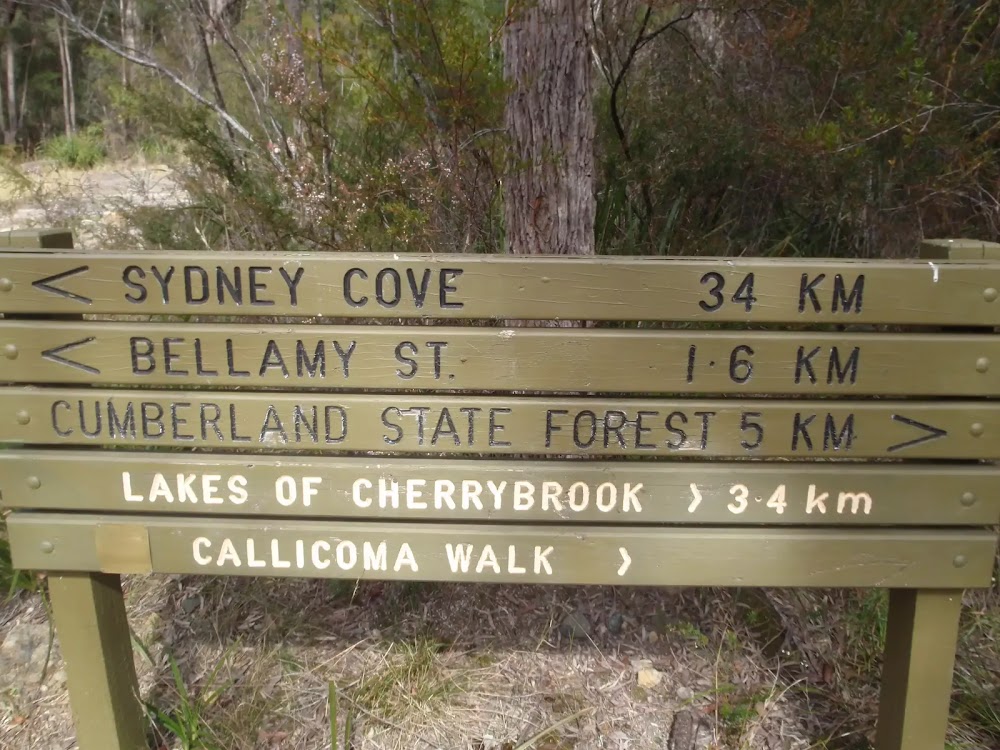 < SYDNEY COVE 34 KM
< BELLAMY ST. 1·6 KM
CUMBERLAND STATE FOREST 5 KM >
LAKES OF CHERRYBROOK > 3·4 km
CALLICOMA WALK >